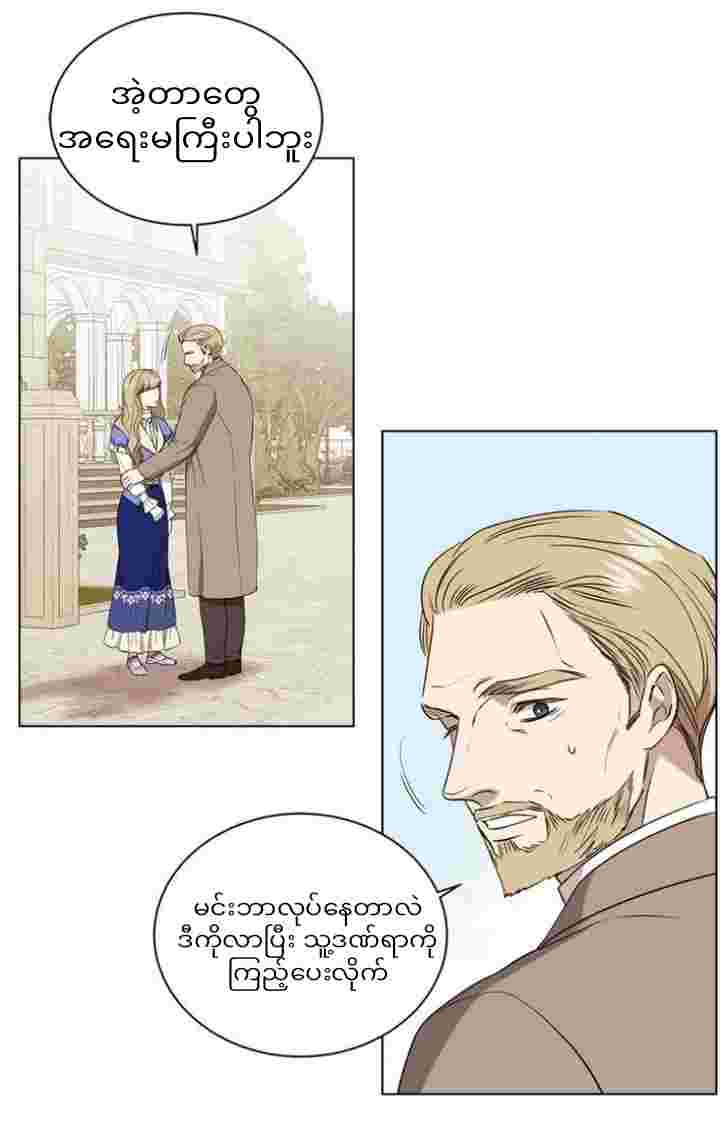 အဲ့တာတွေ
အရေးမကြီးပါဘူး
မင်းဘာလုပ်နေတာလဲ
ဒီကိုလာပြီး သူ့ဒဏ်ရာကို
ကြည့်ပေးလိုက်